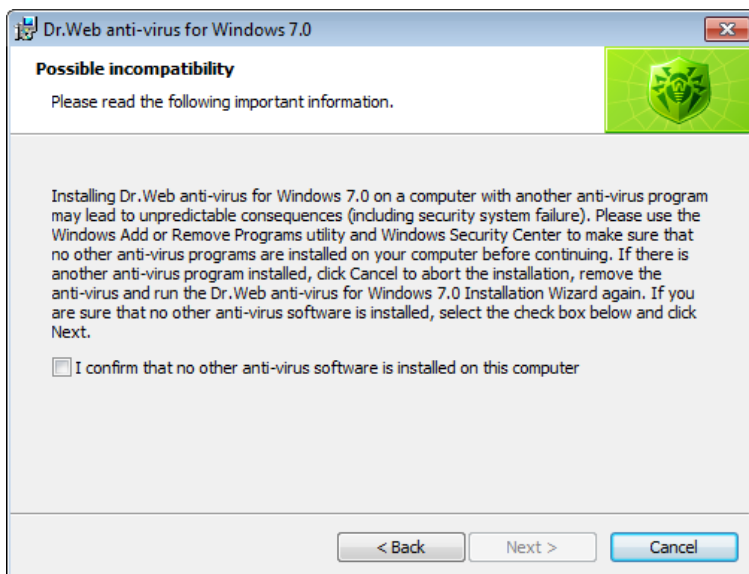 Dr.Web anti-virus for Windows 7.0
Possible incompatibility
Please read the following important information.
Installing Dr.Web anti-virus for Windows 7.0 on a computer with another anti-virus program
may lead to unpredictable consequences (including security system failure). Please use the
Windows Add or Remove Programs utility and Windows Security Center to make sure that
no other anti-virus programs are installed on your computer before continuing. If there is
another anti-virus program installed, click Cancel to abort the installation, remove the
anti-virus and run the Dr.Web anti-virus for Windows 7.0 Installation Wizard again. If you
are sure that no other anti-virus software is installed, select the check box below and click
Next.
I confirm that no other anti-virus software is installed on this computer
< Back
Next >
Cancel